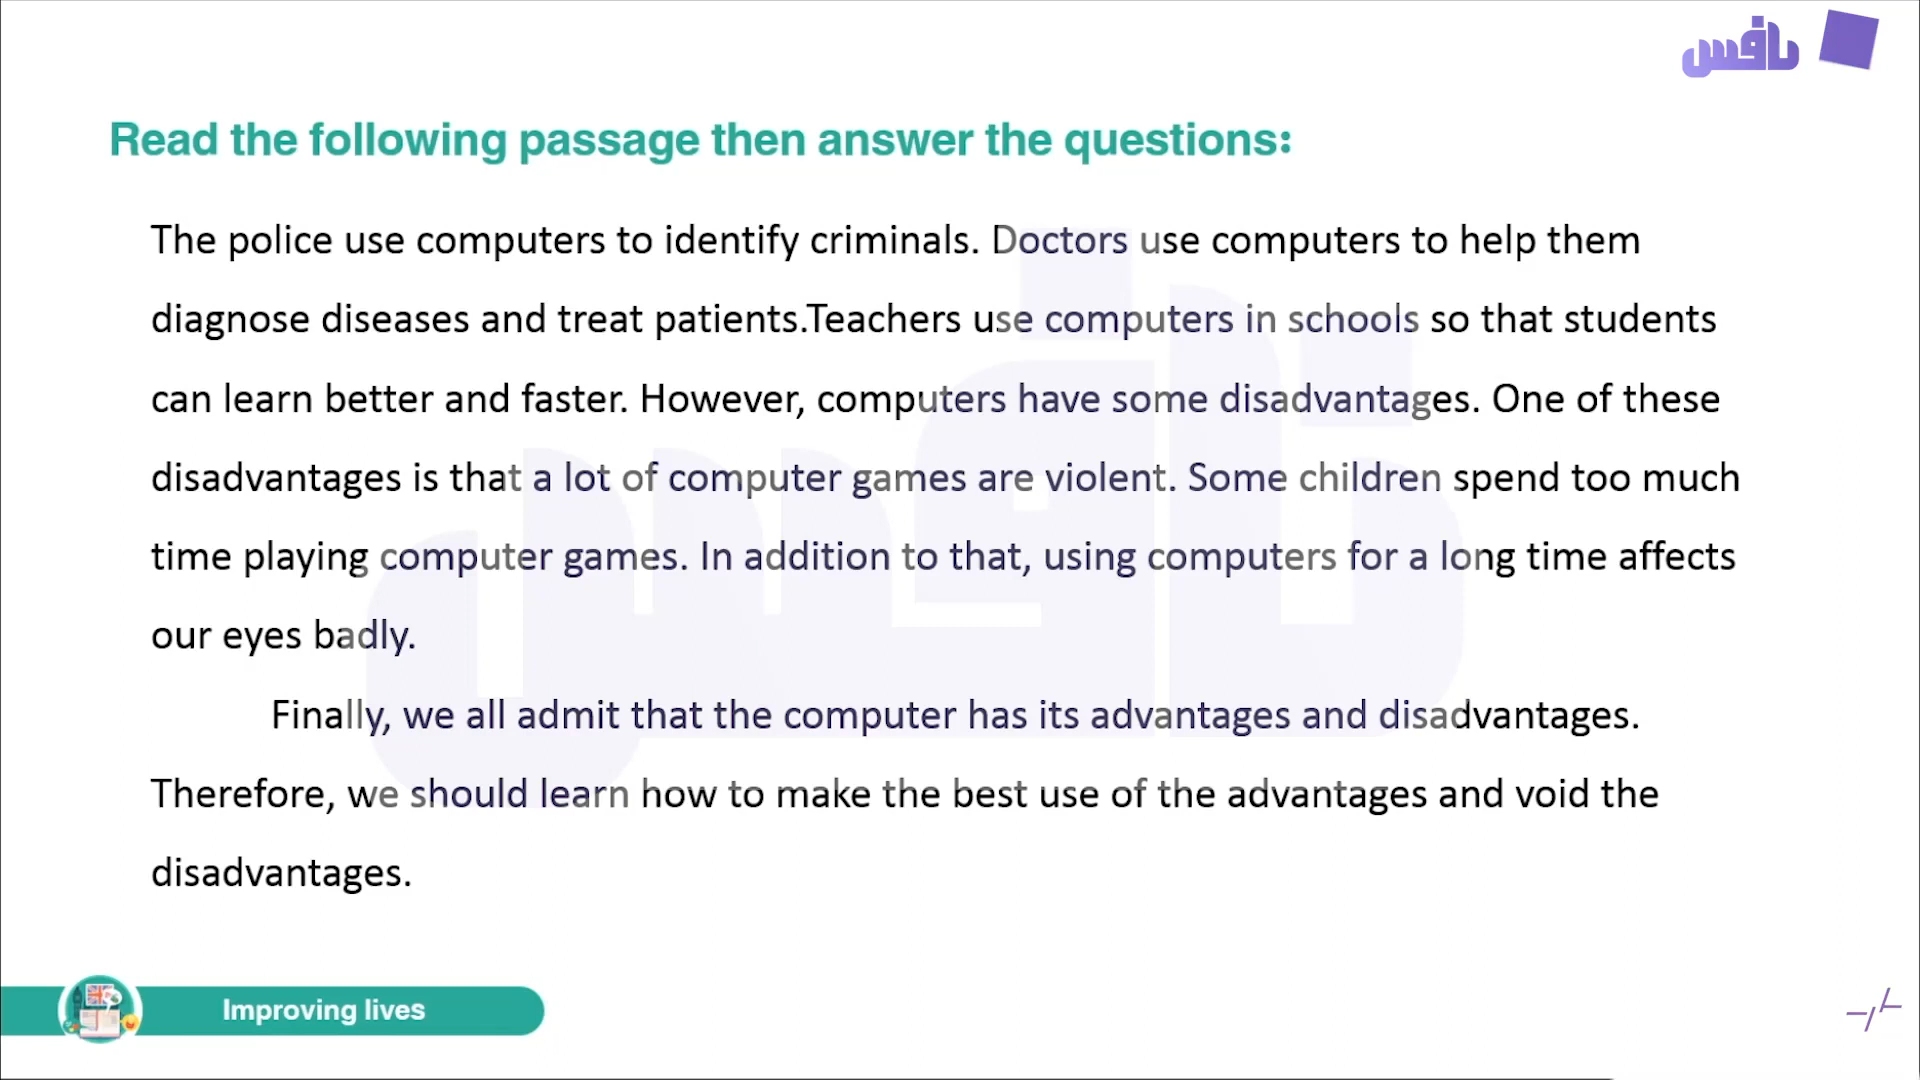 نافس
Read the following passage then answer the questions:
The police use computers to identify criminals. Doctors use computers to help them
diagnose diseases and treat patients.Teachers use computers in schools so that students
can learn better and faster. However, computers have some disadvantages. One of these
disadvantages is that a lot of computer games are violent. Some children spend too much
time playing computer games. In addition to that, using computers for a long time affects
our eyes badly.
Finally, we all admit that the computer has its advantages and disadvantages.
Therefore, we should learn how to make the best use of the advantages and void the
disadvantages.
Improving lives